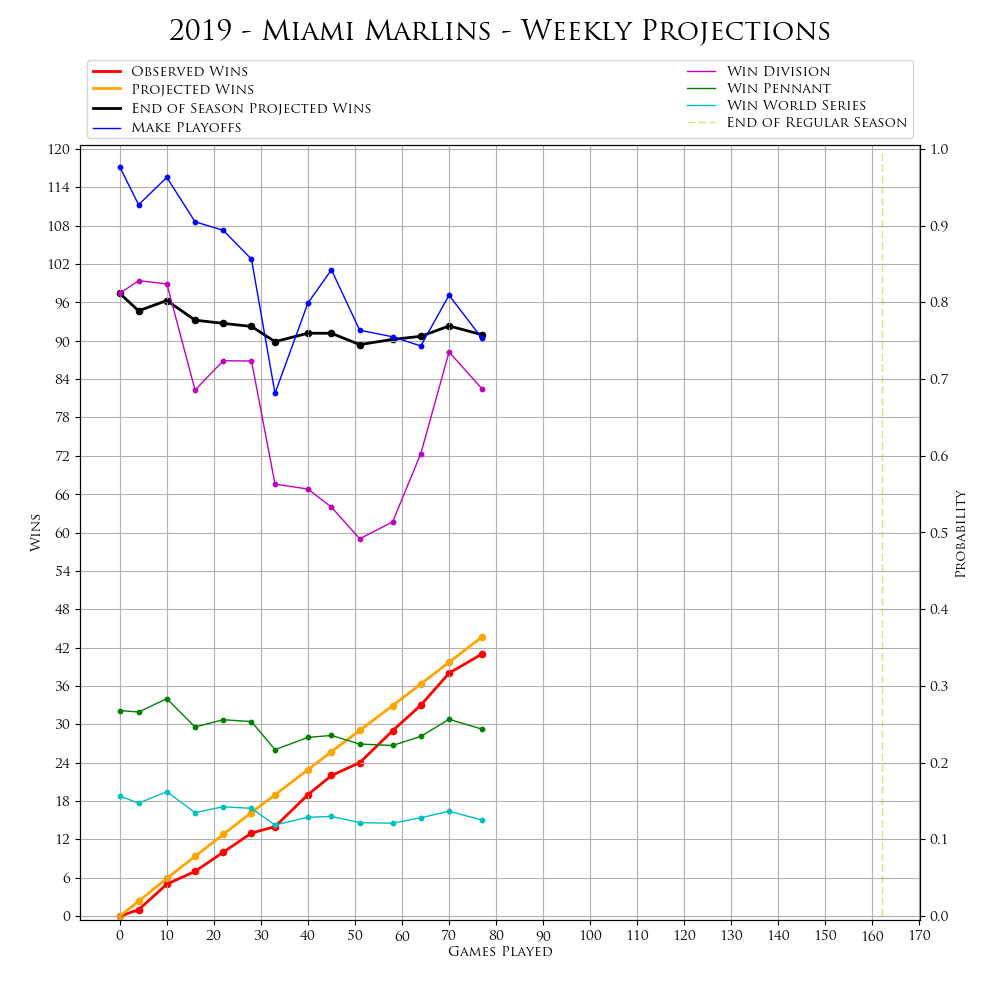 2019 - Miami Marlins - Weekly Projections
Observed Wins
Projected Wins
End of Season Projected Wins
Make Playoffs
Win Division
Win Pennant
Win World Series
End of Regular Season
120
114
108
102
96
90
84
78
72
66
60
54
48
42
36
30
24
18
12
6
0
Wins
1.0
0.9
0.8
0.7
0.6
0.5
0.4
0.3
0.2
0.1
0.0
Probability
0 10 20 30 40 50 60 70 80 90 100 110 120 130 140 150 160 170
Games Played